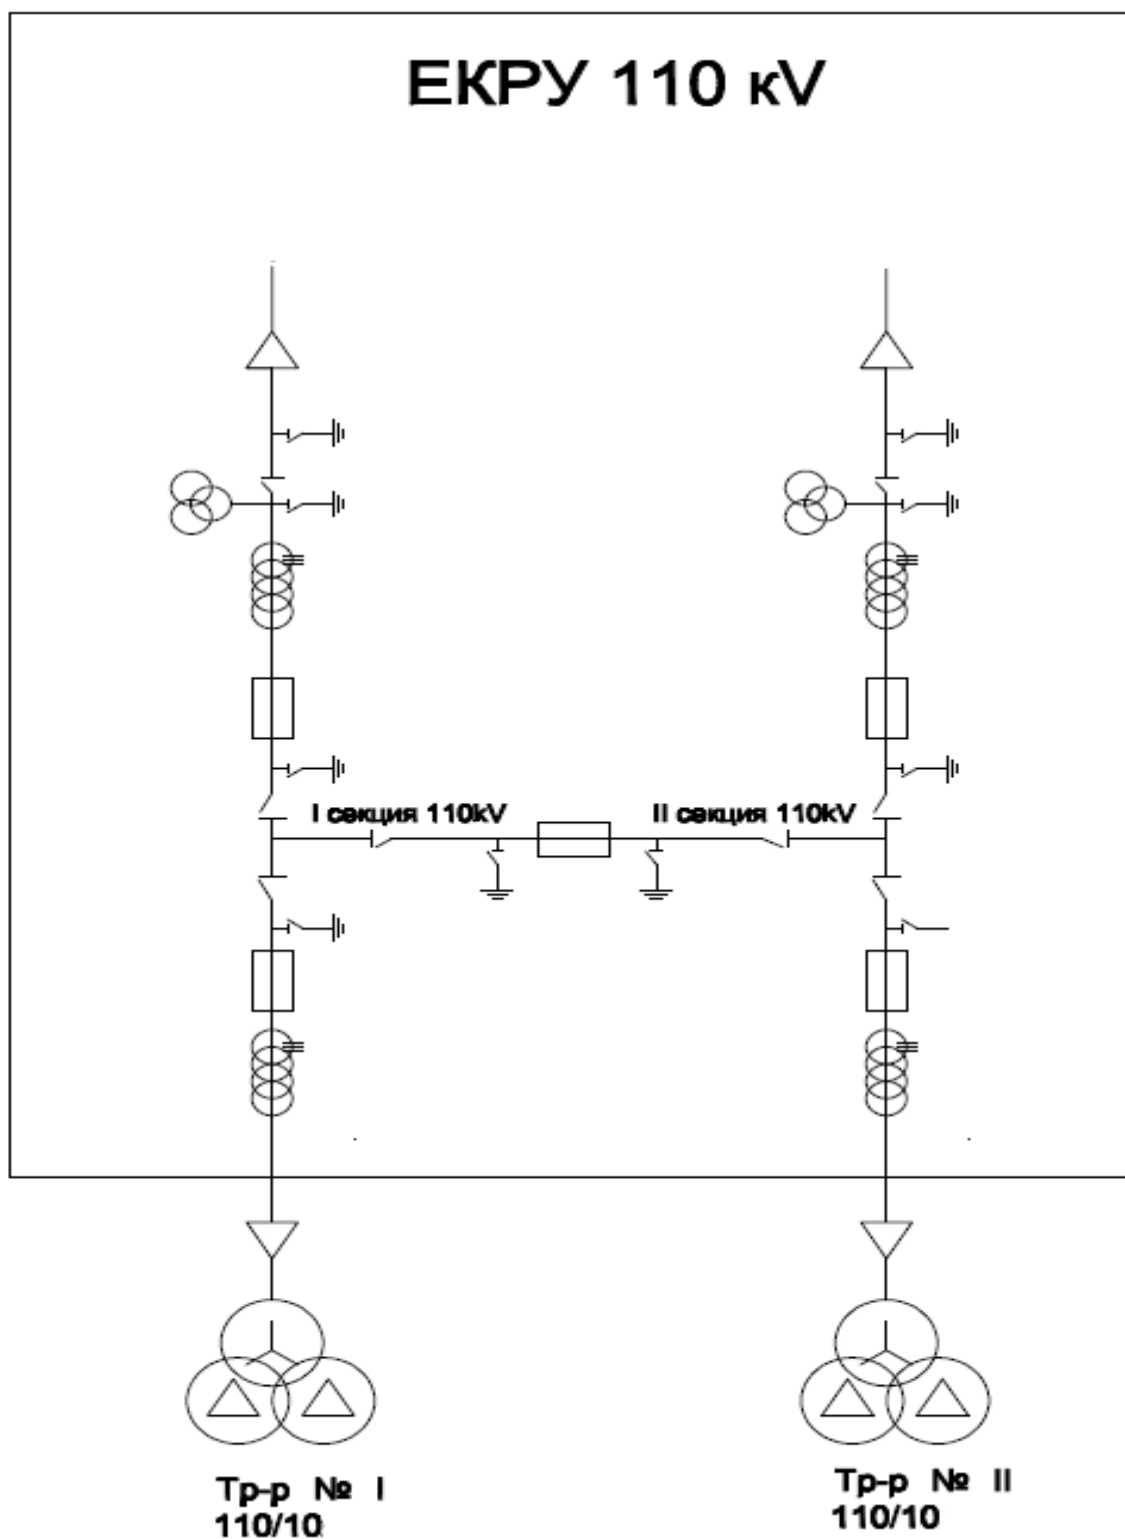 ЕКРУ 110 кV
I секция 110kV
II секция 110kV
Тр-р № I
110/10
Тр-р № II
110/10